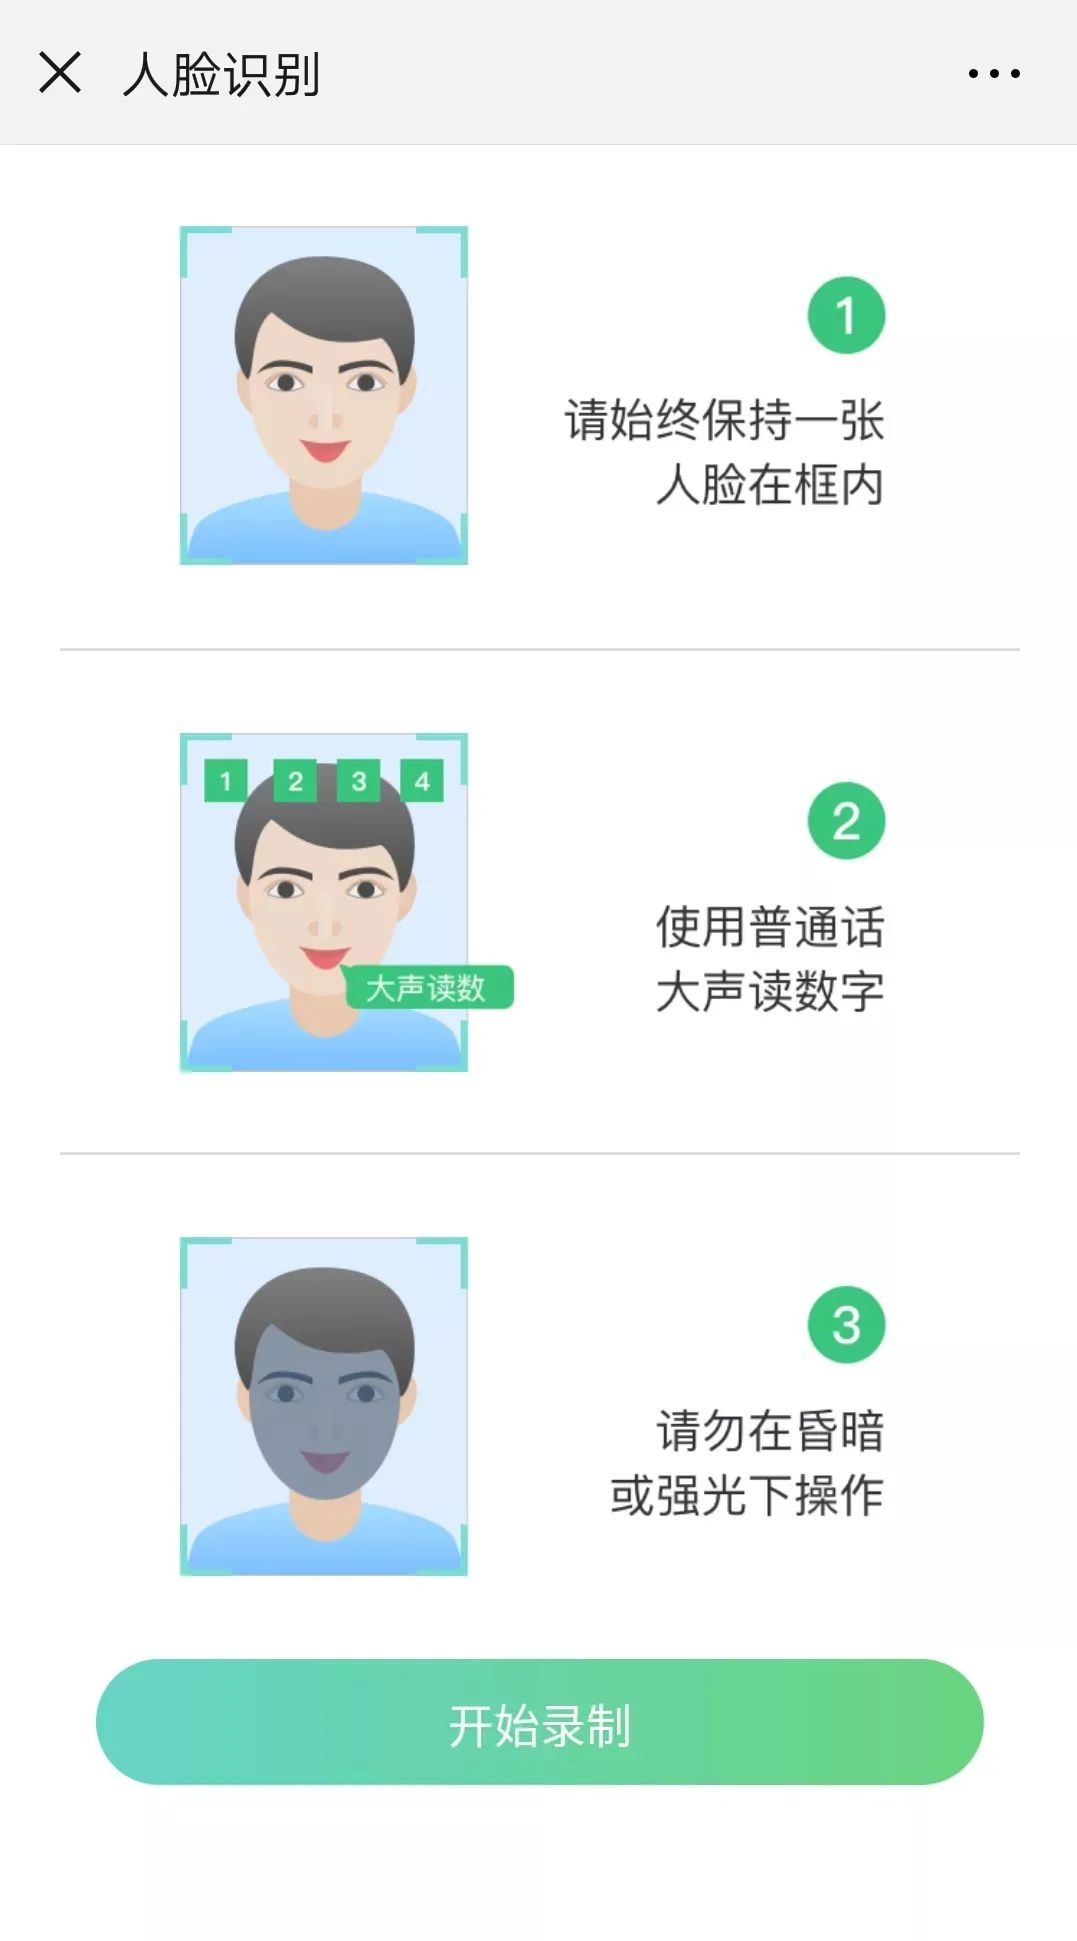 人脸识别
1
请始终保持一张
人脸在框内
1 2 3 4
大声读数
2
使用普通话
大声读数字
3
请勿在昏暗
或强光下操作
开始录制